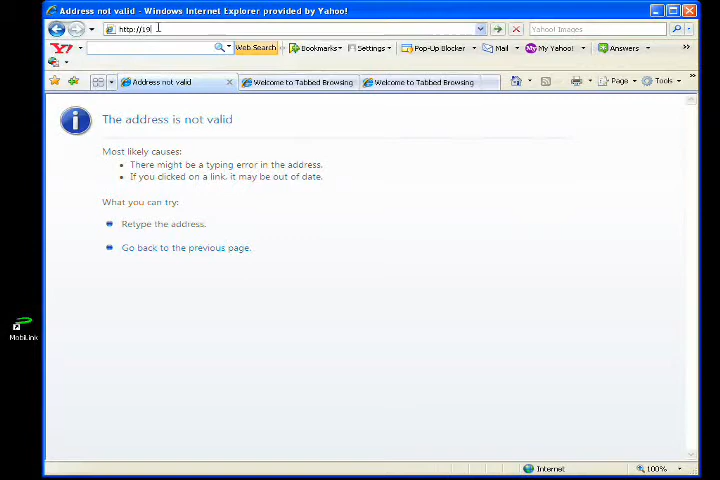 Address not valid - Windows Internet Explorer provided by Yahoo!
http://19
Yahoo! Images
Y! Web Search Bookmarks Settings Pop-Up Blocker Mail My Yahoo! Answers »
Address not valid Welcome to Tabbed Browsing Welcome to Tabbed Browsing Page Tools »
The address is not valid
Most likely causes:
There might be a typing error in the address.
If you clicked on a link, it may be out of date.
What you can try:
Retype the address.
Go back to the previous page.
MobiLink
Internet 100%